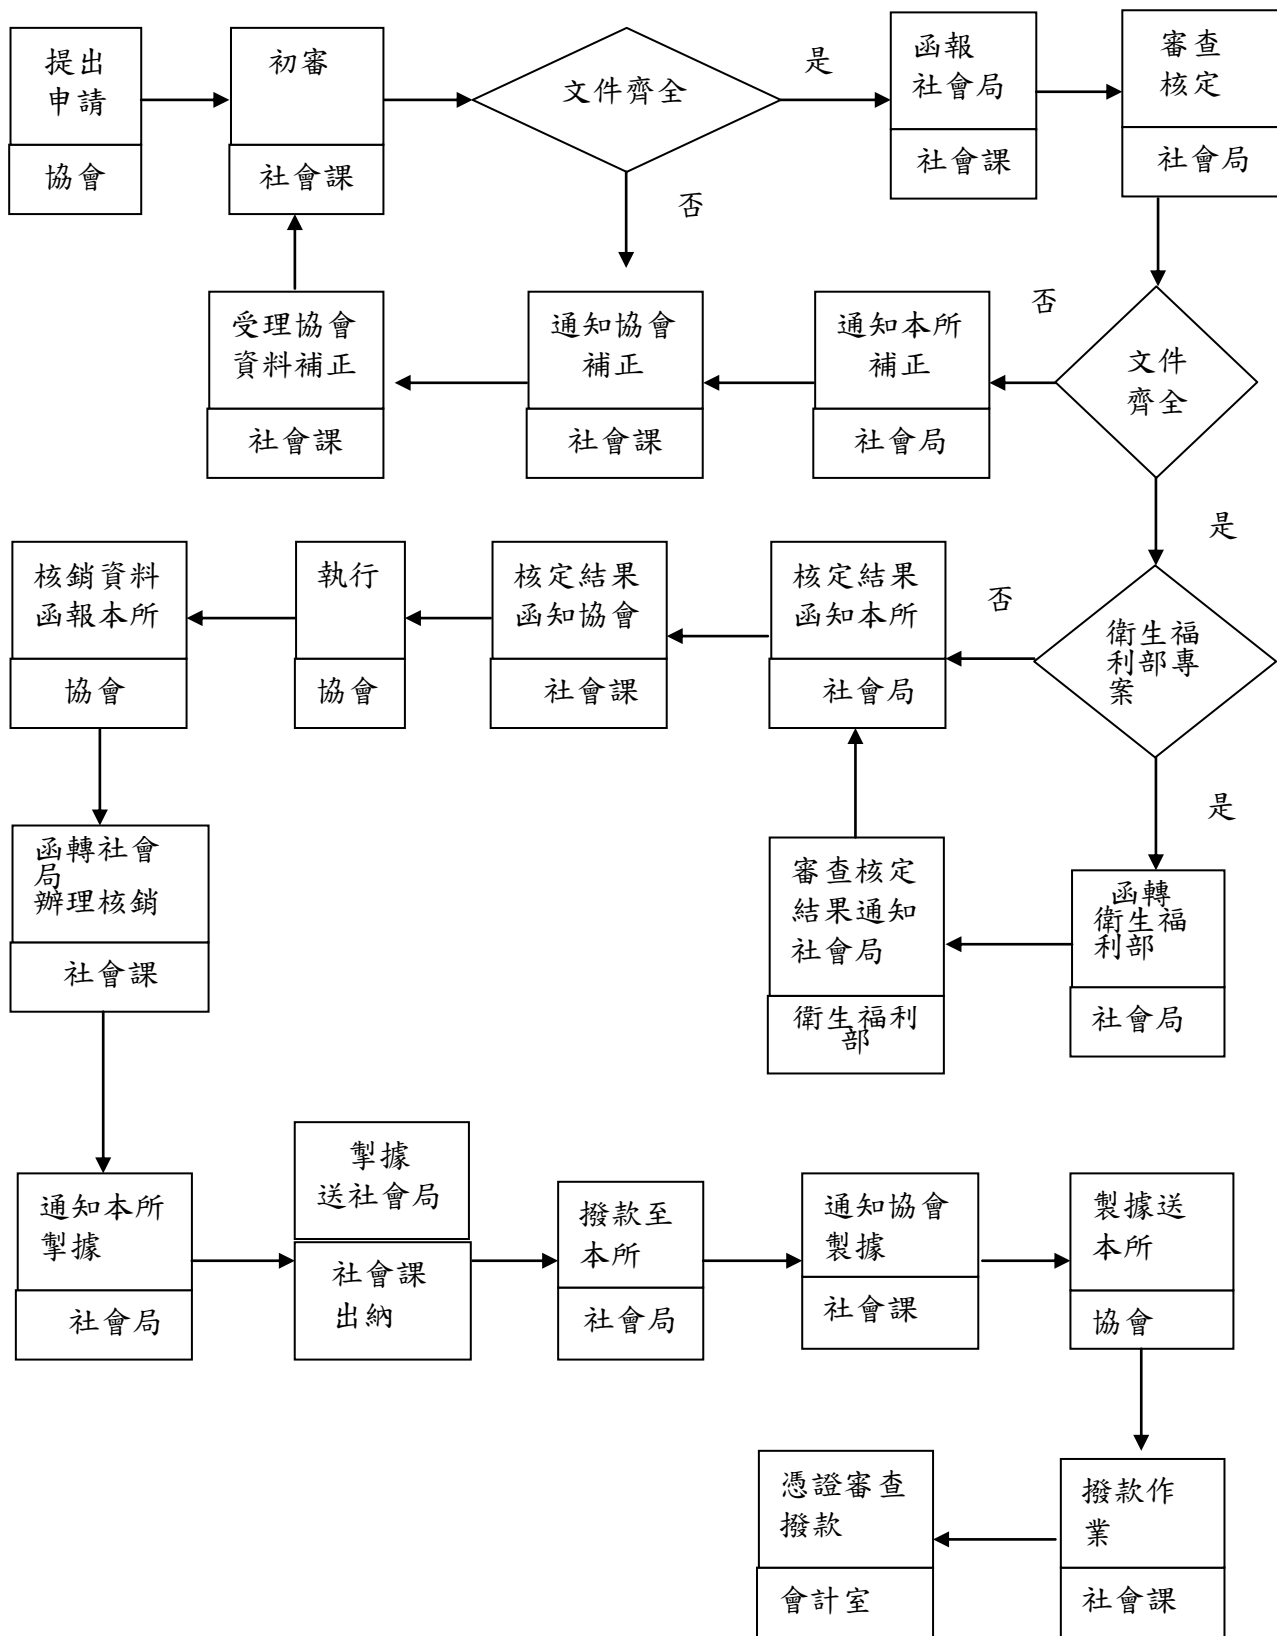 提出
申請
協會
初審
社會課
文件齊全
是
否
函報
社會局
社會課
審查
核定
社會局
受理協會
資料補正
社會課
通知協會
補正
社會課
通知本所
補正
社會局
否
文件
齊全
是
核銷資料
函報本所
協會
執行
協會
核定結果
函知協會
社會課
核定結果
函知本所
社會局
否
衛生福
利部專
案
是
函轉社會
局
辦理核銷
社會課
審查核定
結果通知
社會局
衛生福利
部
函轉
衛生福
利部
社會局
通知本所
掣據
社會局
掣據
送社會局
社會課
出納
撥款至
本所
社會局
通知協會
製據
社會課
製據送
本所
協會
憑證審查
撥款
會計室
撥款作
業
社會課